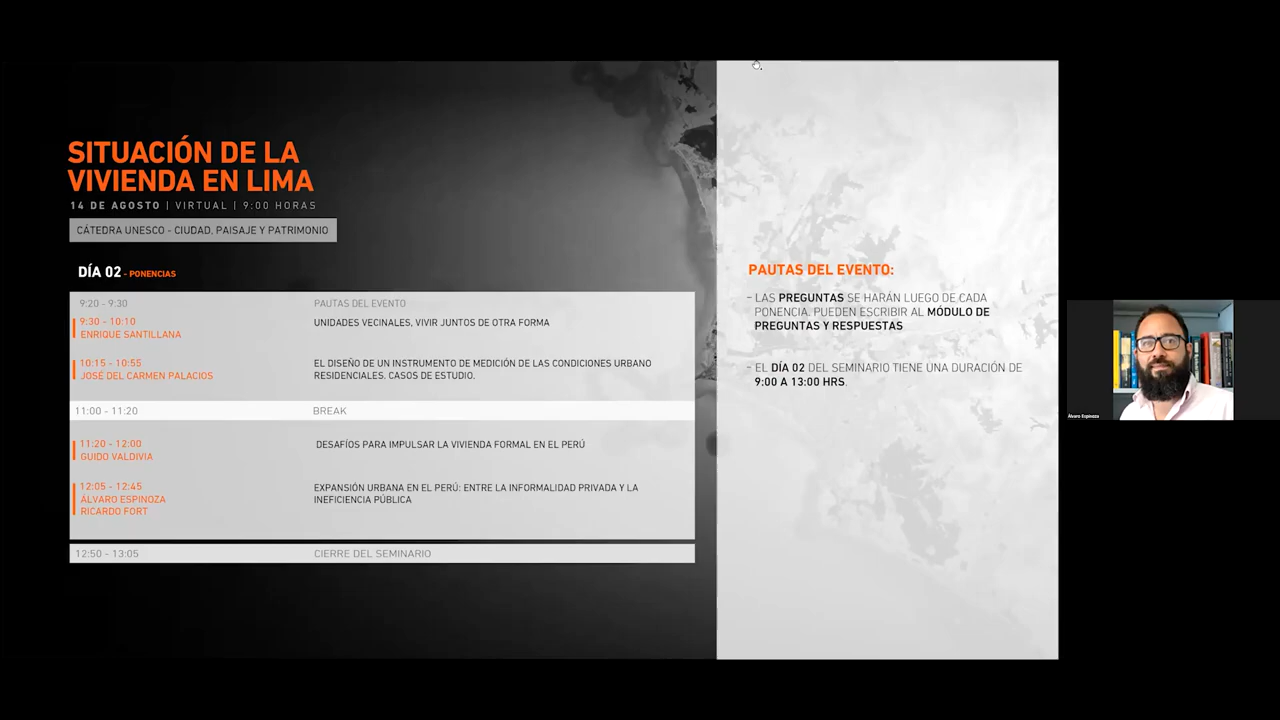 SITUACIÓN DE LA
VIVIENDA EN LIMA
14 DE AGOSTO | VIRTUAL | 9:00 HORAS
CÁTEDRA UNESCO - CIUDAD, PAISAJE Y PATRIMONIO
DÍA 02 - PONENCIAS
9:20 - 9:30 PAUTAS DEL EVENTO
9:30 - 10:10 UNIDADES VECINALES, VIVIR JUNTOS DE OTRA FORMA
ENRIQUE SANTILLANA
10:15 - 10:55 EL DISEÑO DE UN INSTRUMENTO DE MEDICIÓN DE LAS CONDICIONES URBANO
JOSÉ DEL CARMEN PALACIOS RESIDENCIALES. CASOS DE ESTUDIO.
11:00 - 11:20 BREAK
11:20 - 12:00 DESAFÍOS PARA IMPULSAR LA VIVIENDA FORMAL EN EL PERÚ
GUIDO VALDIVIA
12:05 - 12:45 EXPANSIÓN URBANA EN EL PERÚ: ENTRE LA INFORMALIDAD PRIVADA Y LA
ÁLVARO ESPINOZA INEFICIENCIA PÚBLICA
RICARDO FORT
12:50 - 13:05 CIERRE DEL SEMINARIO
PAUTAS DEL EVENTO:
- LAS PREGUNTAS SE HARÁN LUEGO DE CADA
PONENCIA. PUEDEN ESCRIBIR AL MÓDULO DE
PREGUNTAS Y RESPUESTAS
- EL DÍA 02 DEL SEMINARIO TIENE UNA DURACIÓN DE
9:00 A 13:00 HRS.
Álvaro Espinoza